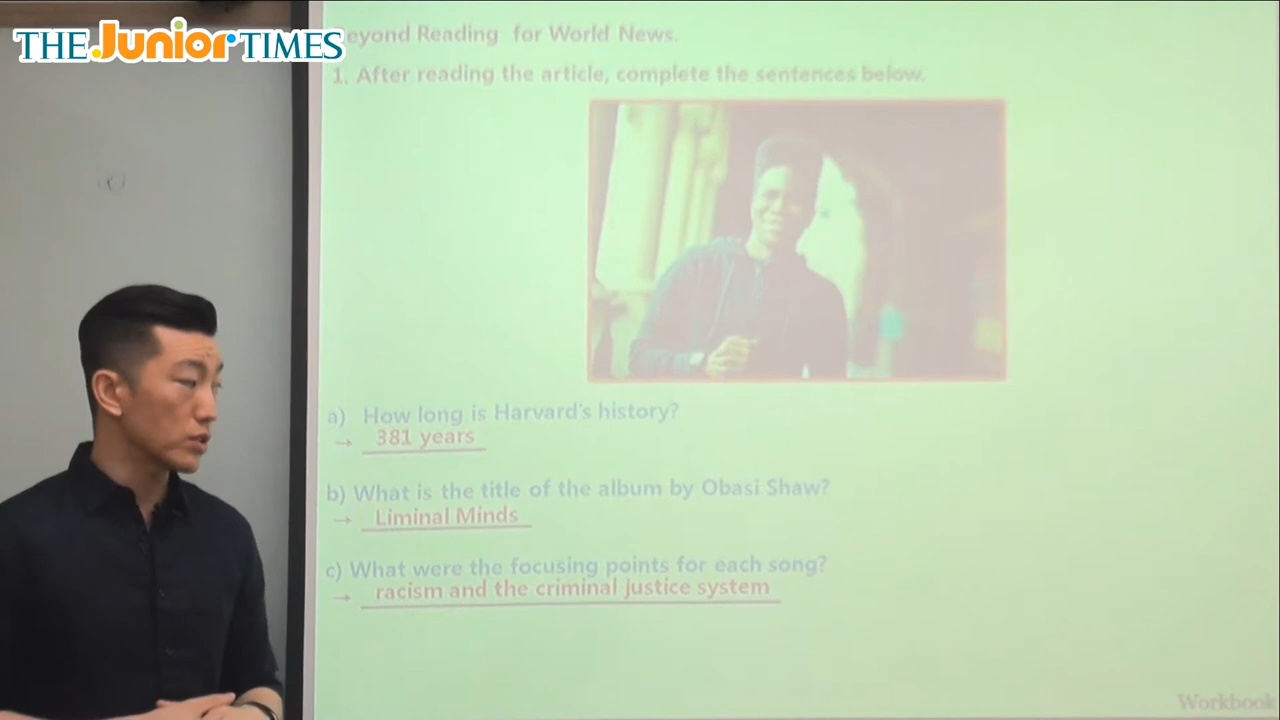 THE Junior TIMES
eyond Reading for World News.
1. After reading the article, complete the sentences below.
a) How long is Harvard's history?
→ 381 years
b) What is the title of the album by Obasi Shaw?
→ Liminal Minds
c) What were the focusing points for each song?
→ racism and the criminal justice system
Workbook